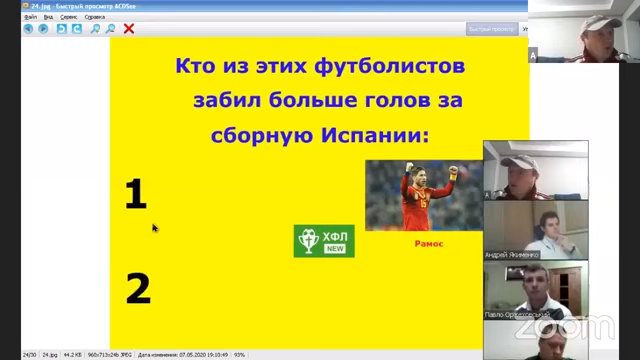 24.jpg - Быстрый просмотр ACDSee
Файл Вид Сервис Справка
Быстрый просмотр
Кто из этих футболистов
забил больше голов за
сборную Испании:
1
ХФЛ
NEW
Рамос
2
А
А
Андрей Якименко
zoom
24/30 24.jpg 44.2 KB 960x713x24b JPEG Дата изменения: 07.05.2020 19:10:49 93%